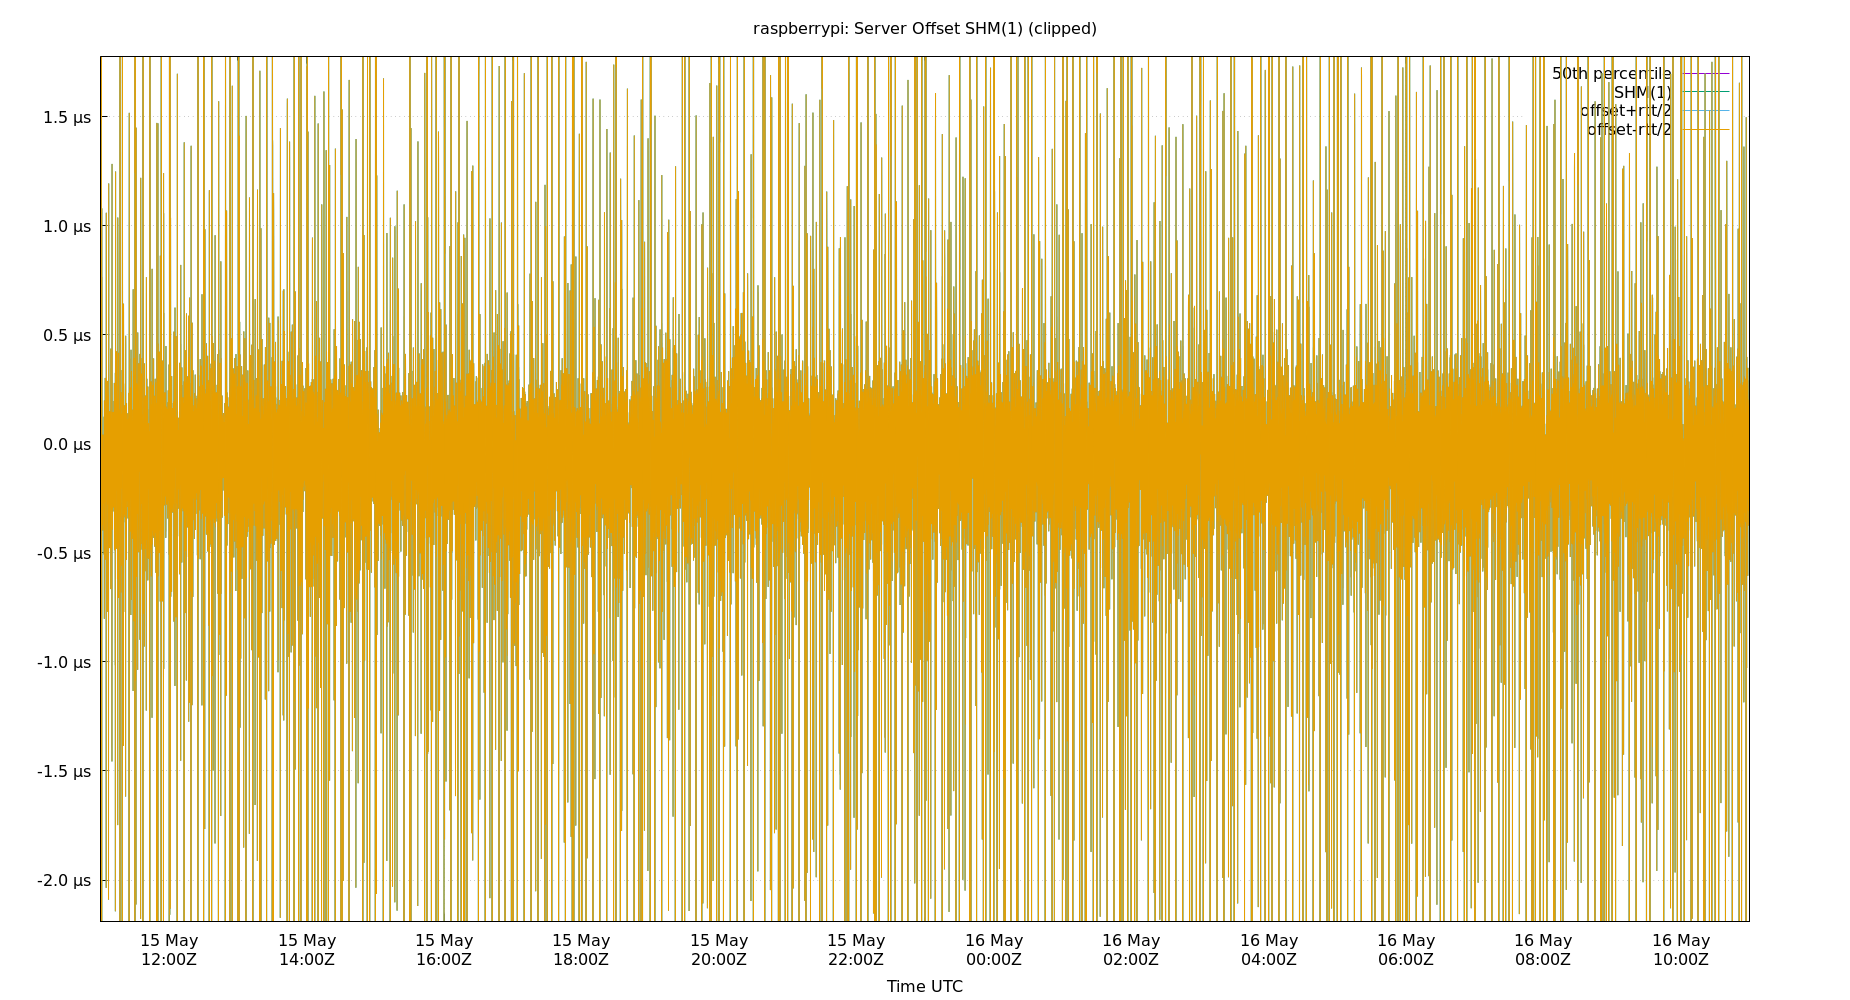 raspberrypi: Server Offset SHM(1) (clipped)
50th percentile
SHM(1)
offset+rtt/2
offset-rtt/2
1.5 µs
1.0 µs
0.5 µs
0.0 µs
-0.5 µs
-1.0 µs
-1.5 µs
-2.0 µs
15 May 15 May 15 May 15 May 15 May 15 May 16 May 16 May 16 May 16 May 16 May 16 May
12:00Z 14:00Z 16:00Z 18:00Z 20:00Z 22:00Z 00:00Z 02:00Z 04:00Z 06:00Z 08:00Z 10:00Z
Time UTC